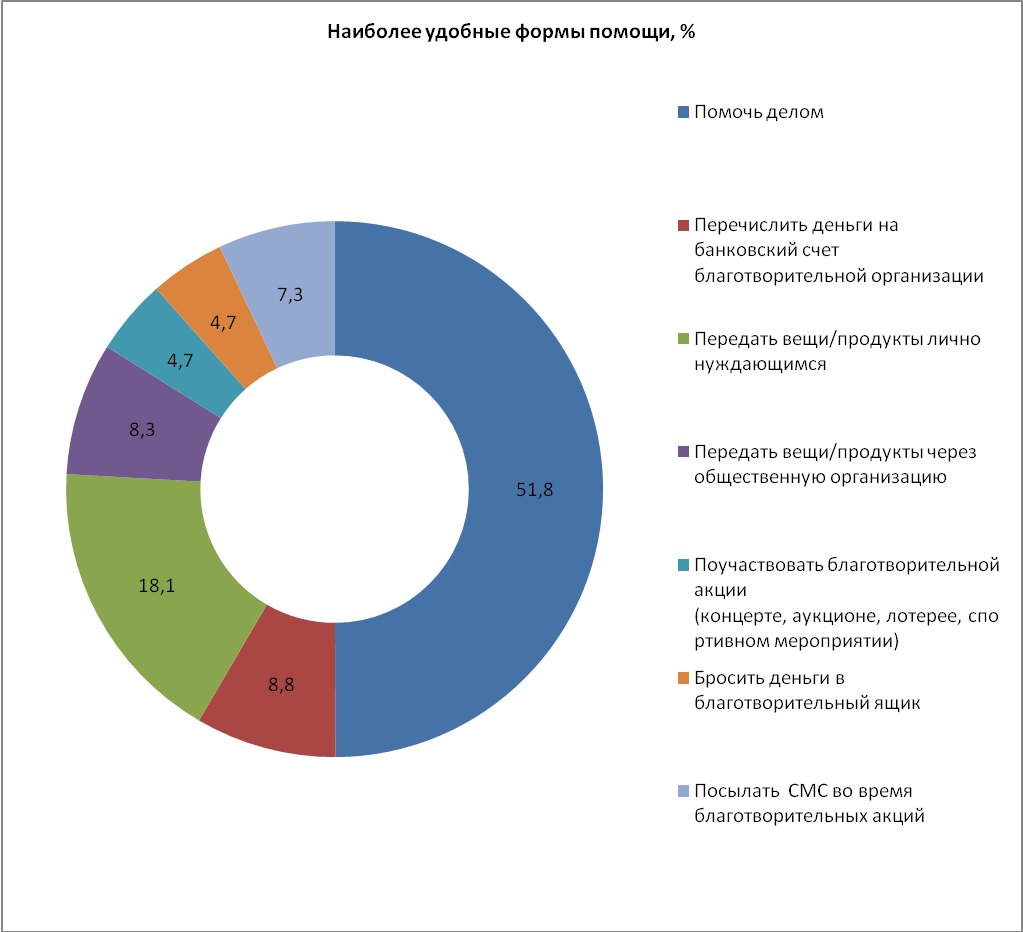 Наиболее удобные формы помощи, %
Помочь делом
Перечислить деньги на
банковский счет
благотворительной организации
Передать вещи/продукты лично
нуждающимся
Передать вещи/продукты через
общественную организацию
Поучаствовать благотворительной
акции
(концерте, аукционе, лотерее, спо
ртивном мероприятии)
Бросить деньги в
благотворительный ящик
Посылать  СМС во время
благотворительных акций
51,8
8,8
18,1
8,3
4,7
4,7
7,3